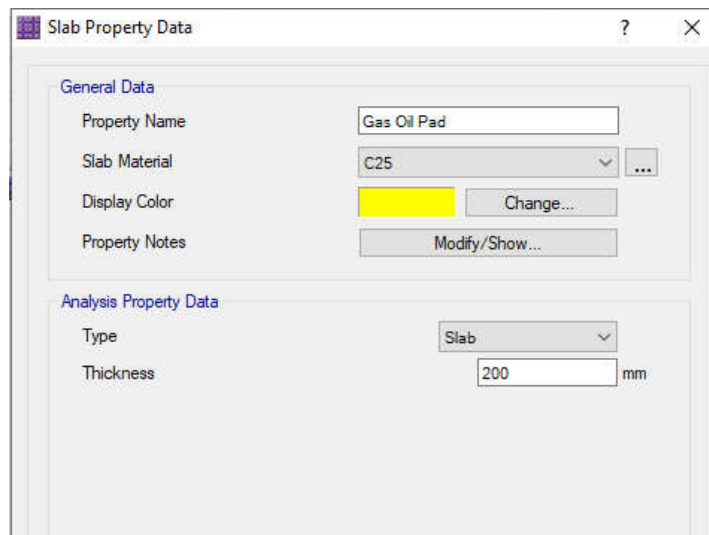 Slab Property Data ? X
General Data
Property Name Gas Oil Pad
Slab Material C25 ...
Display Color Change...
Property Notes Modify/Show...
Analysis Property Data
Type Slab
Thickness 200 mm